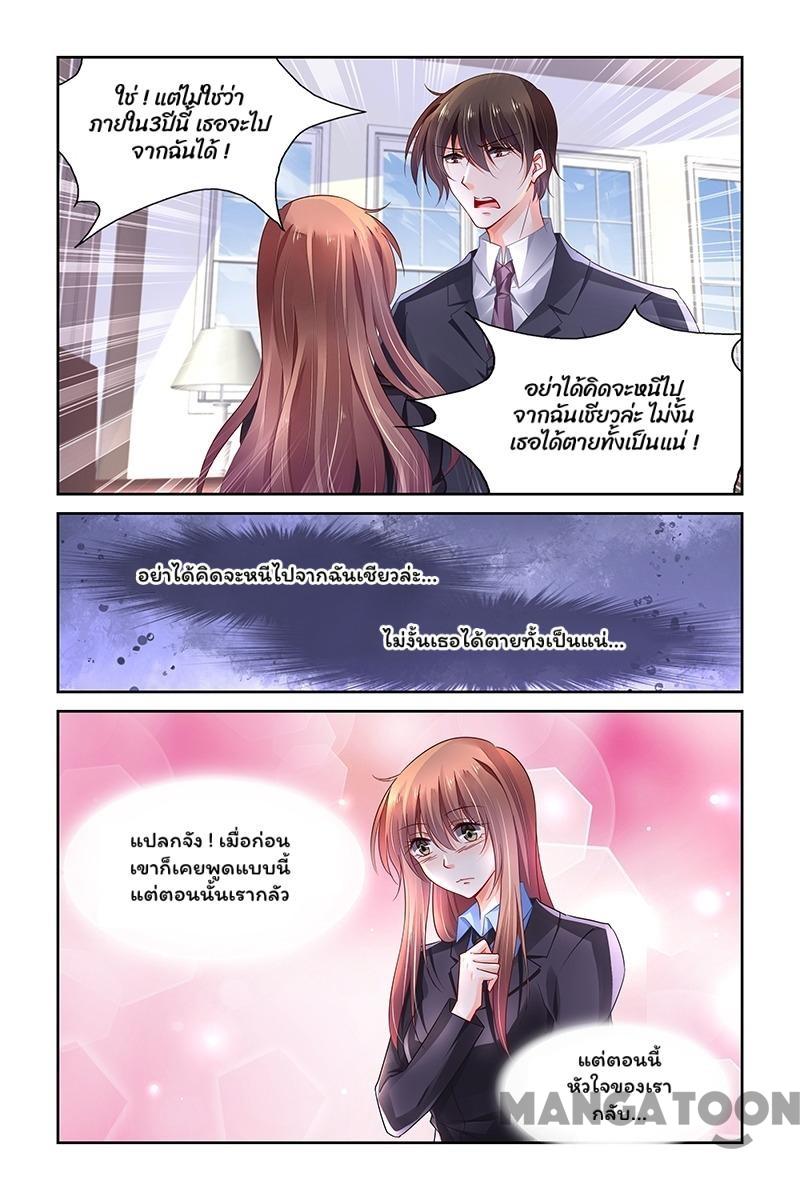 ใช่ ! แต่ไม่ใช่ว่า
ภายใน3ปีนี้ เธอจะไป
จากฉันได้ !
อย่าได้คิดจะหนีไป
จากฉันเชียวล่ะ ไม่งั้น
เธอได้ตายทั้งเป็นแน่ !
อย่าได้คิดจะหนีไปจากฉันเชียวล่ะ...
ไม่งั้นเธอได้ตายทั้งเป็นแน่...
แปลกจัง ! เมื่อก่อน
เขาก็เคยพูดแบบนี้
แต่ตอนนั้นเรากลัว
แต่ตอนนี้
หัวใจของเรา
กลับ...
MANGATOON